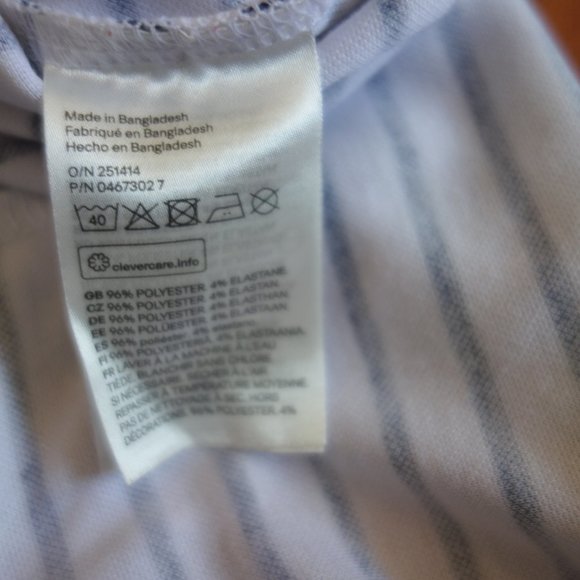 Made in Bangladesh
Fabriqué en Bangladesh
Hecho en Bangladesh
O/N 251414
P/N 0467302 7
40
clevercare.info
GB 96% POLYESTER. 4% ELASTANE
CZ 96% POLYESTER. 4% ELASTAN.
DE 96% POLYESTER. 4% ELASTHAN
EE 96% POLÜESTER. 4% ELASTAAN.
ES 96% poliéster. 4% elastano.
FI 96% POLYESTERIÄ. 4% ELASTAANIA.
FR LAVER À LA MACHINE À L'EAU
TIÈDE. BLANCHIR SANS CHLORE.
SI NÉCESSAIRE. SÉCHER À L'AIR
REPASSER À TEMPÉRATURE MOYENNE.
PAS DE NETTOYAGE À SEC. HORS
DÉCORATIONS. 96% POLYESTER. 4%